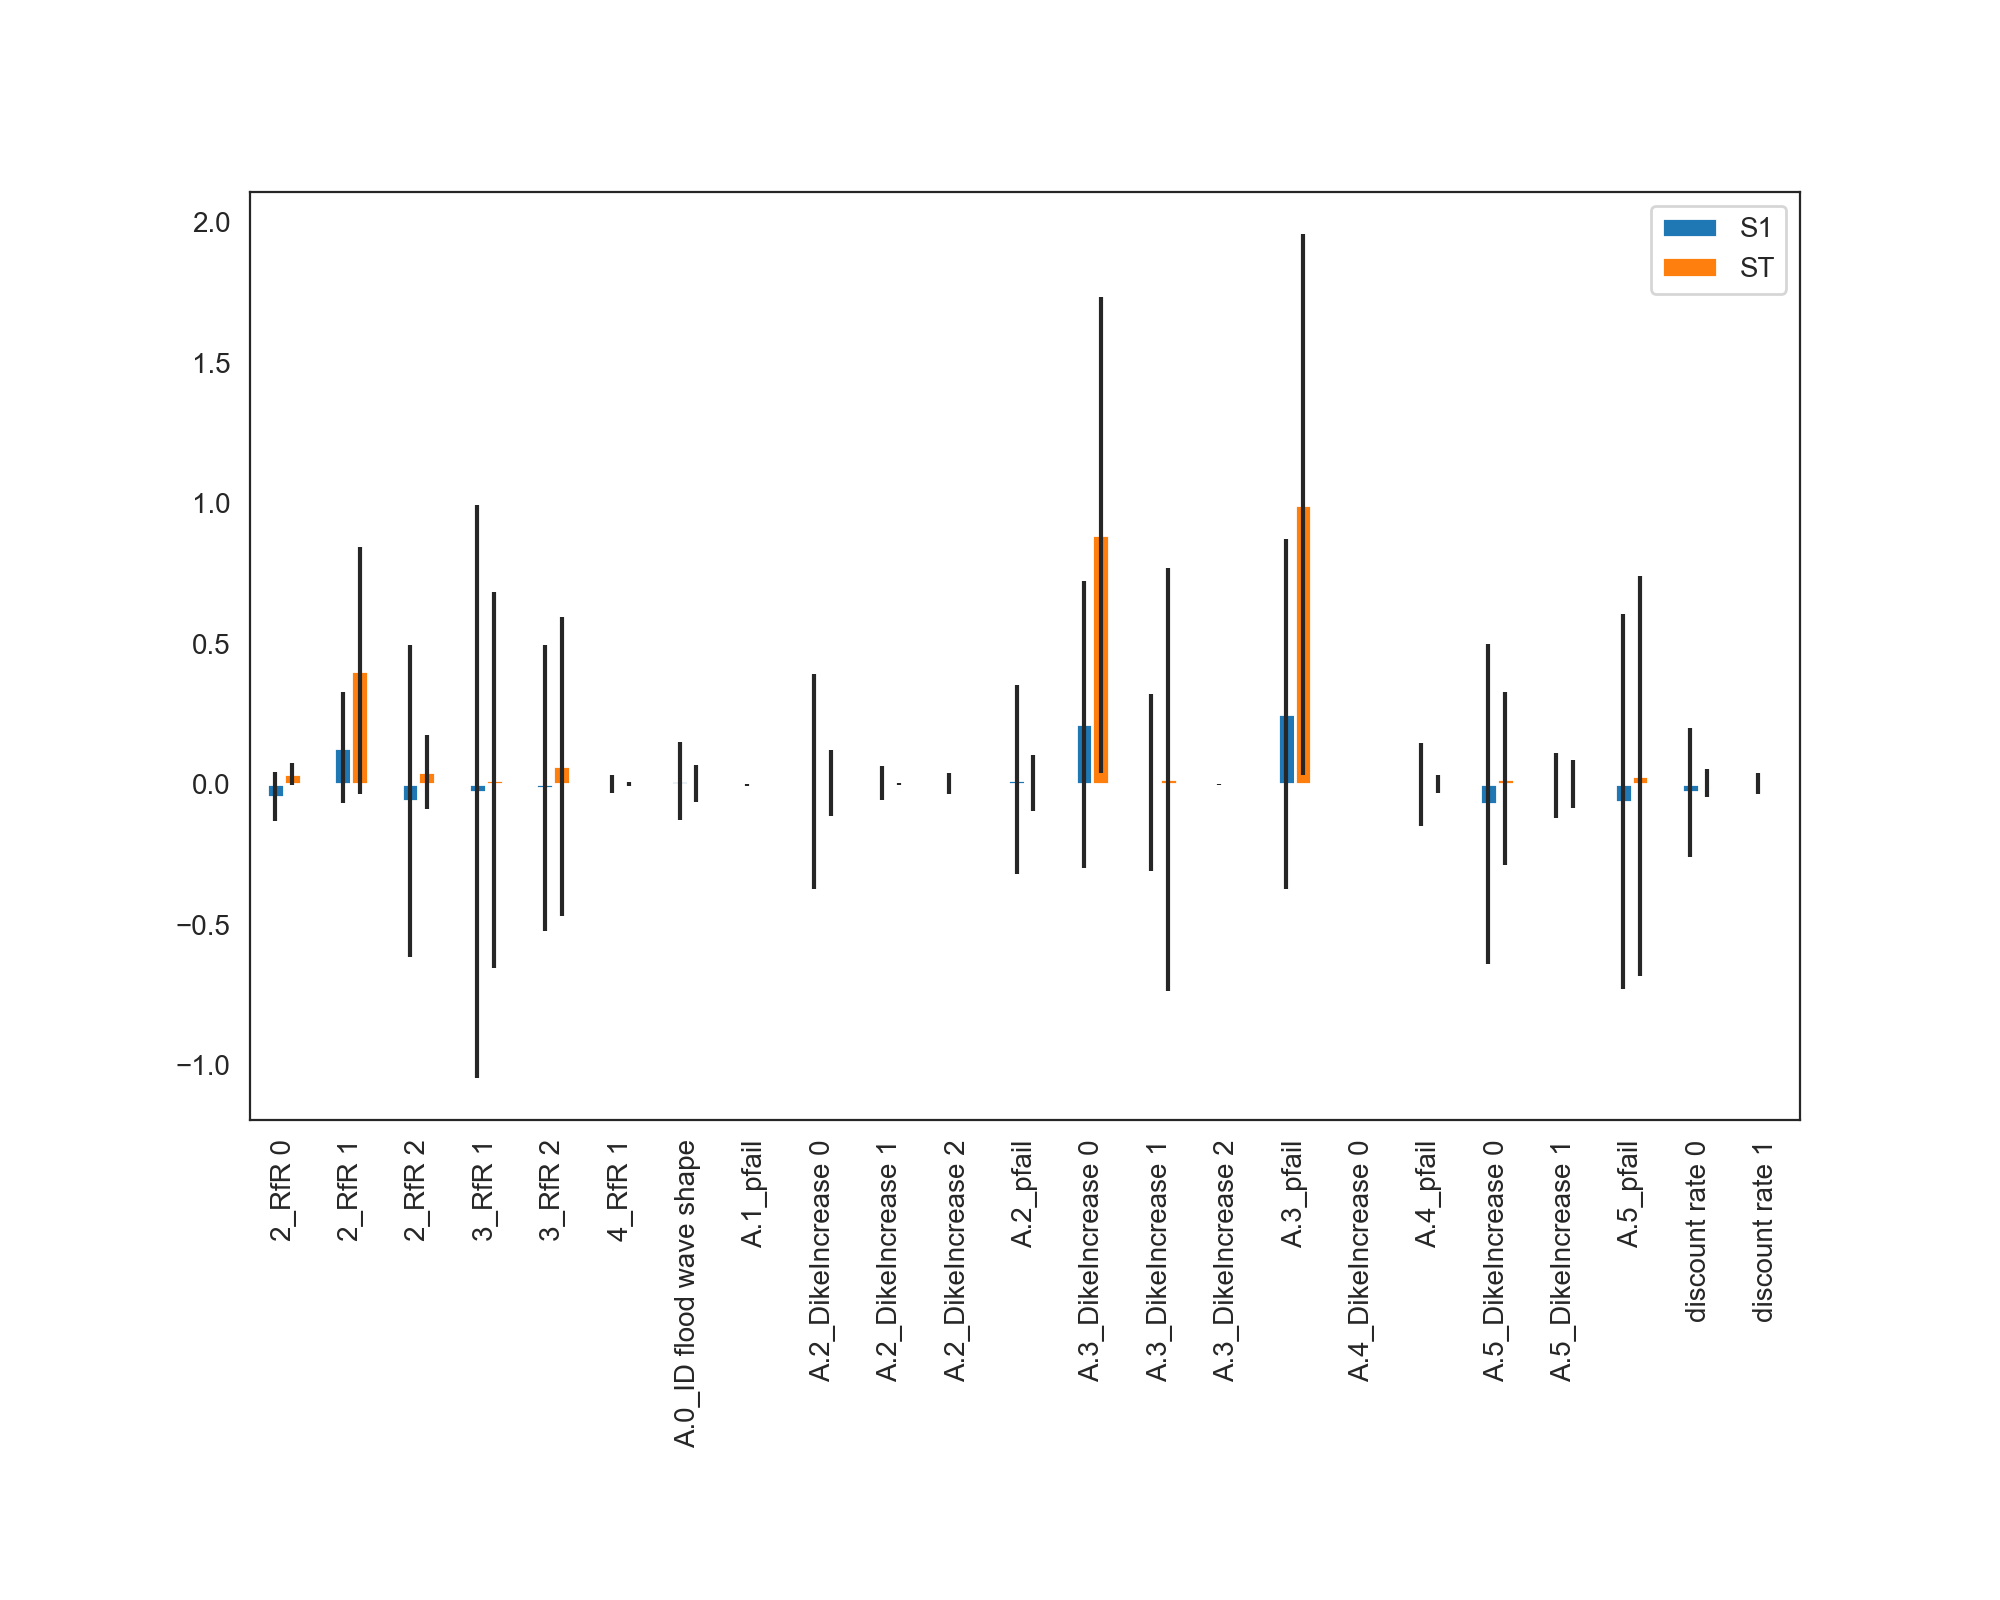 2.0
1.5
1.0
0.5
0.0
−0.5
−1.0
S1
ST
2_RfR 0
2_RfR 1
2_RfR 2
3_RfR 1
3_RfR 2
4_RfR 1
A.0_ID flood wave shape
A.1_pfail
A.2_DikeIncrease 0
A.2_DikeIncrease 1
A.2_DikeIncrease 2
A.2_pfail
A.3_DikeIncrease 0
A.3_DikeIncrease 1
A.3_DikeIncrease 2
A.3_pfail
A.4_DikeIncrease 0
A.4_pfail
A.5_DikeIncrease 0
A.5_DikeIncrease 1
A.5_pfail
discount rate 0
discount rate 1